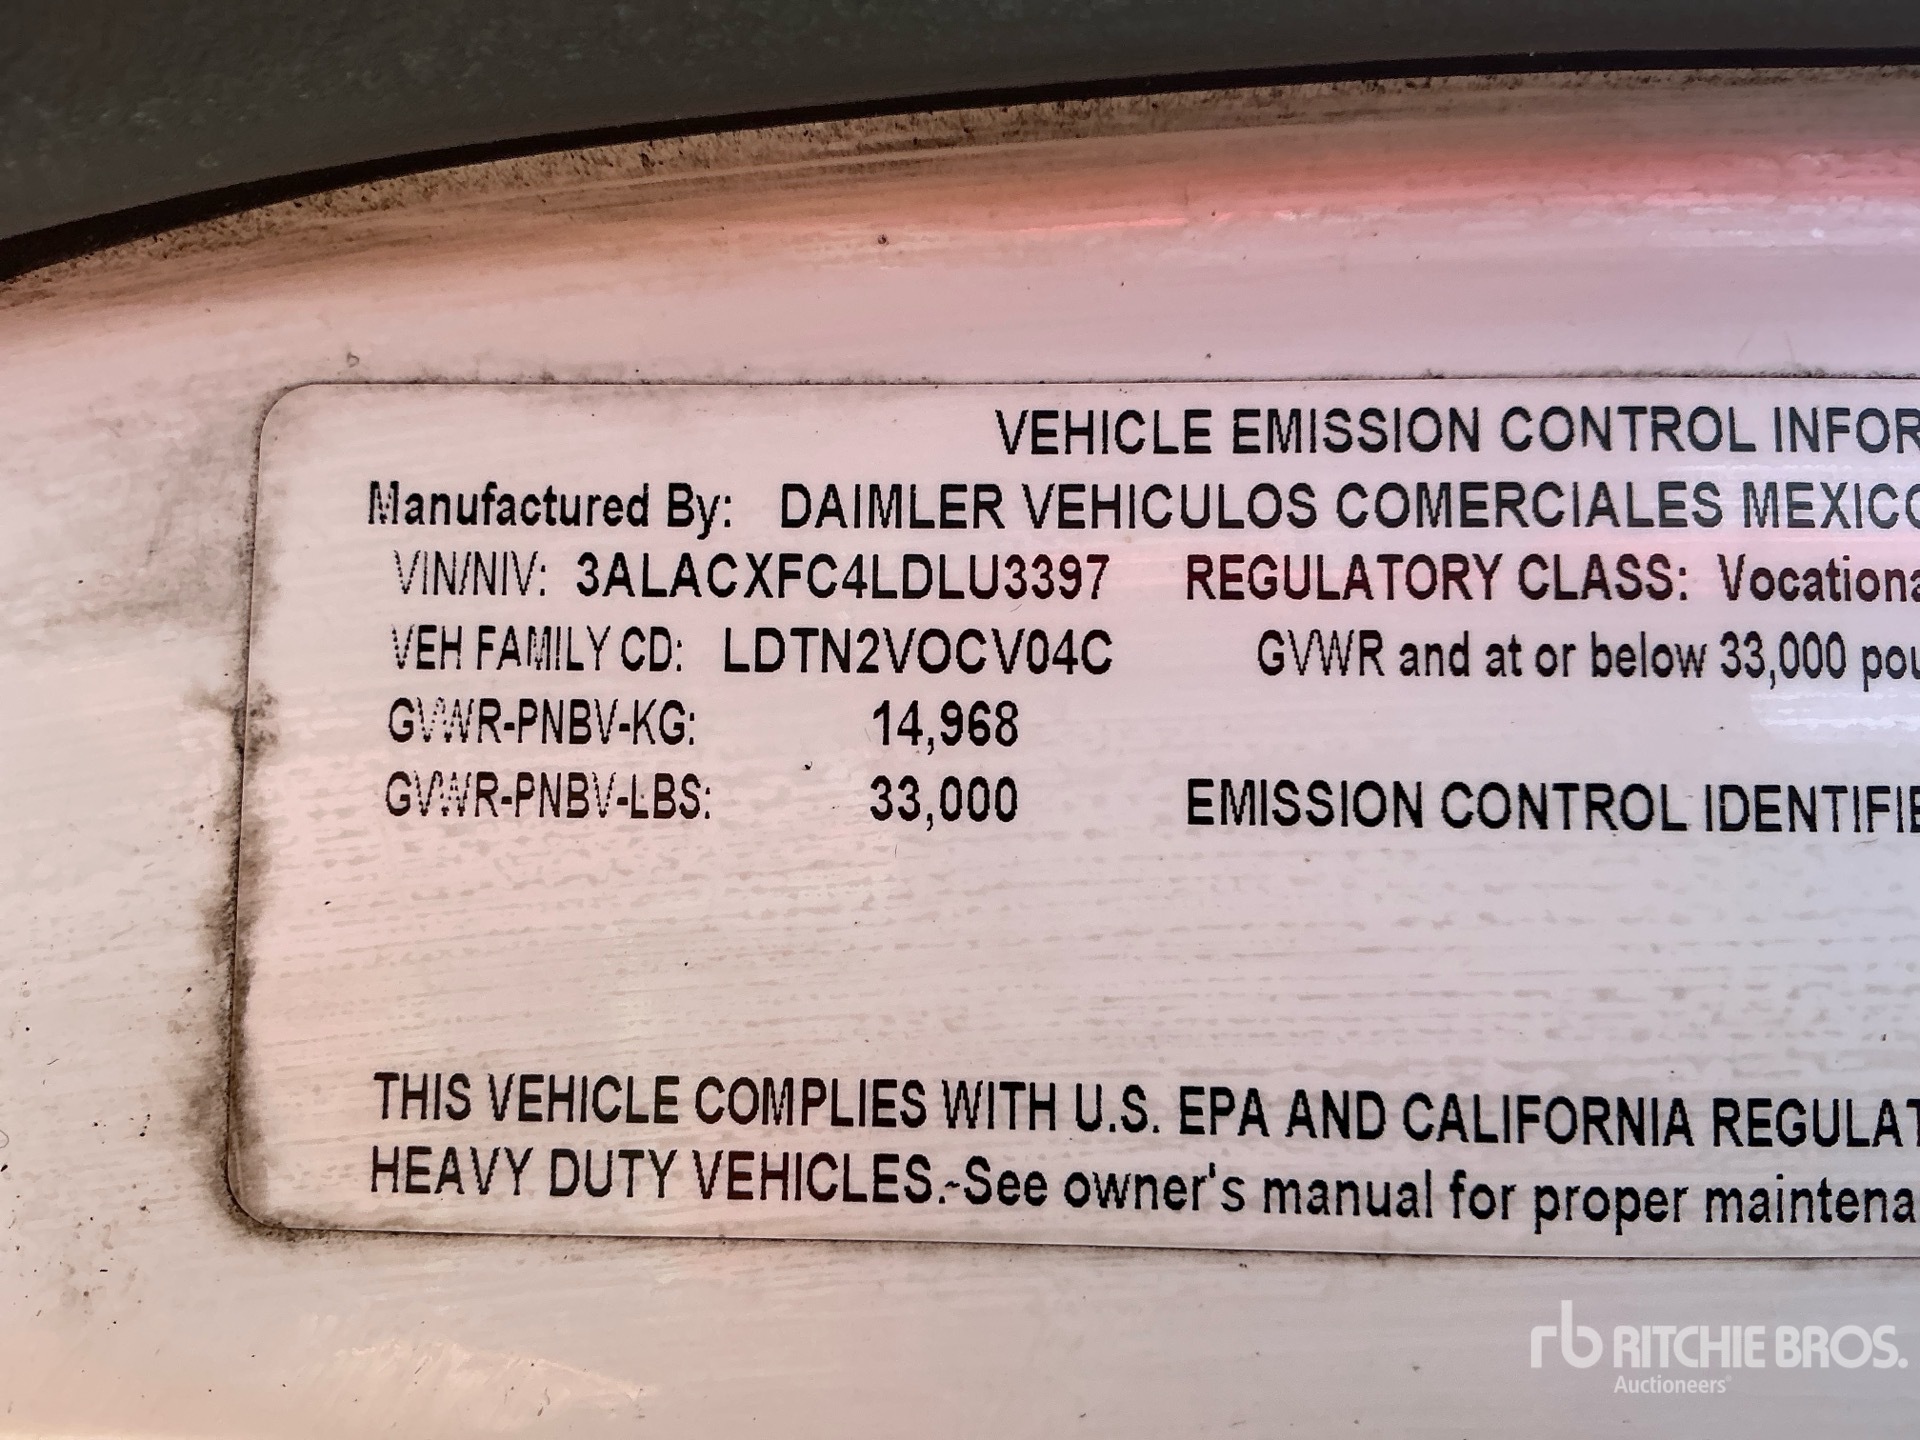 VEHICLE EMISSION CONTROL INFOR
Manufactured By: DAIMLER VEHICULOS COMERCIALES MEXICO
VIN/NIV: 3ALACXFC4LDLU3397 REGULATORY CLASS: Vocationa
VEH FAMILY CD: LDTN2VOCV04C GVWR and at or below 33,000 pou
GVWR-PNBV-KG: 14,968
GVWR-PNBV-LBS: 33,000 EMISSION CONTROL IDENTIFIE
THIS VEHICLE COMPLIES WITH U.S. EPA AND CALIFORNIA REGULAT
HEAVY DUTY VEHICLES.-See owner's manual for proper maintena
rb RITCHIE BROS.
Auctioneers